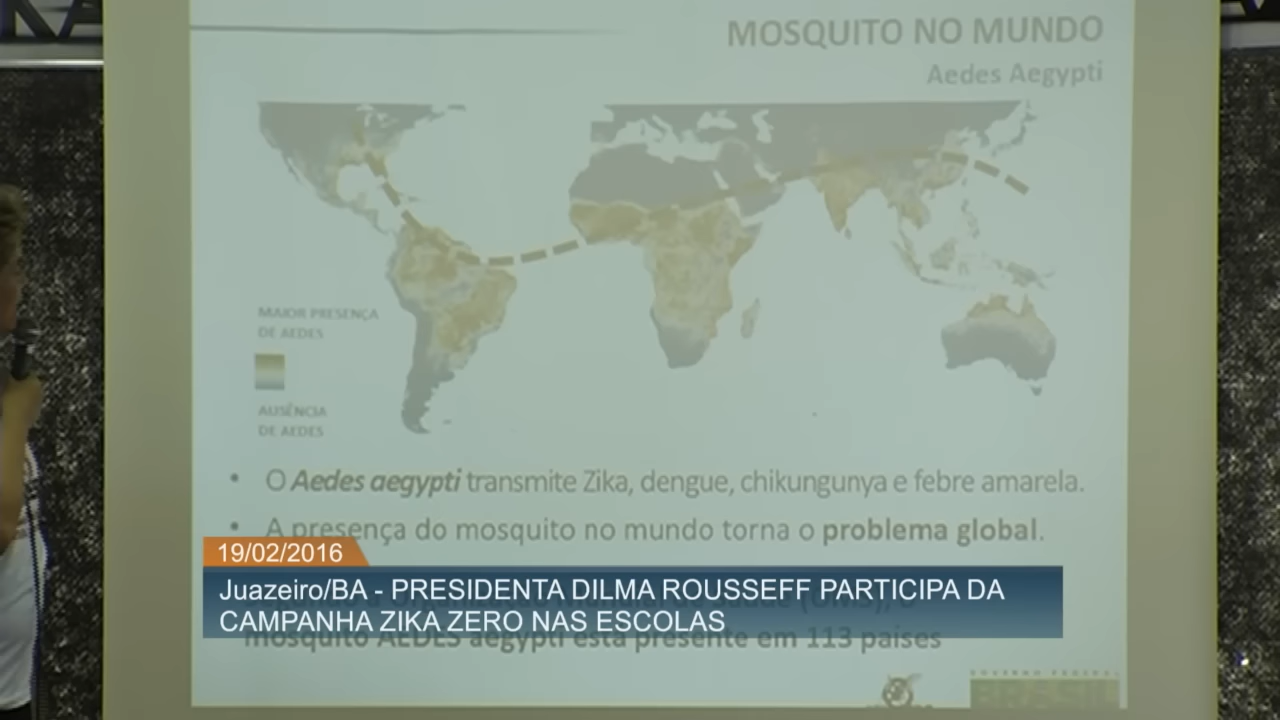 MOSQUITO NO MUNDO
Aedes Aegypti
MAIOR PRESENÇA
DE AEDES
AUSÊNCIA
DE AEDES
• O Aedes aegypti transmite Zika, dengue, chikungunya e febre amarela.
• A presença do mosquito no mundo torna o problema global.
19/02/2016
Juazeiro/BA - PRESIDENTA DILMA ROUSSEFF PARTICIPA DA
CAMPANHA ZIKA ZERO NAS ESCOLAS
mosquito AEDES aegypti está presente em 113 países
GOVERNO FEDERAL